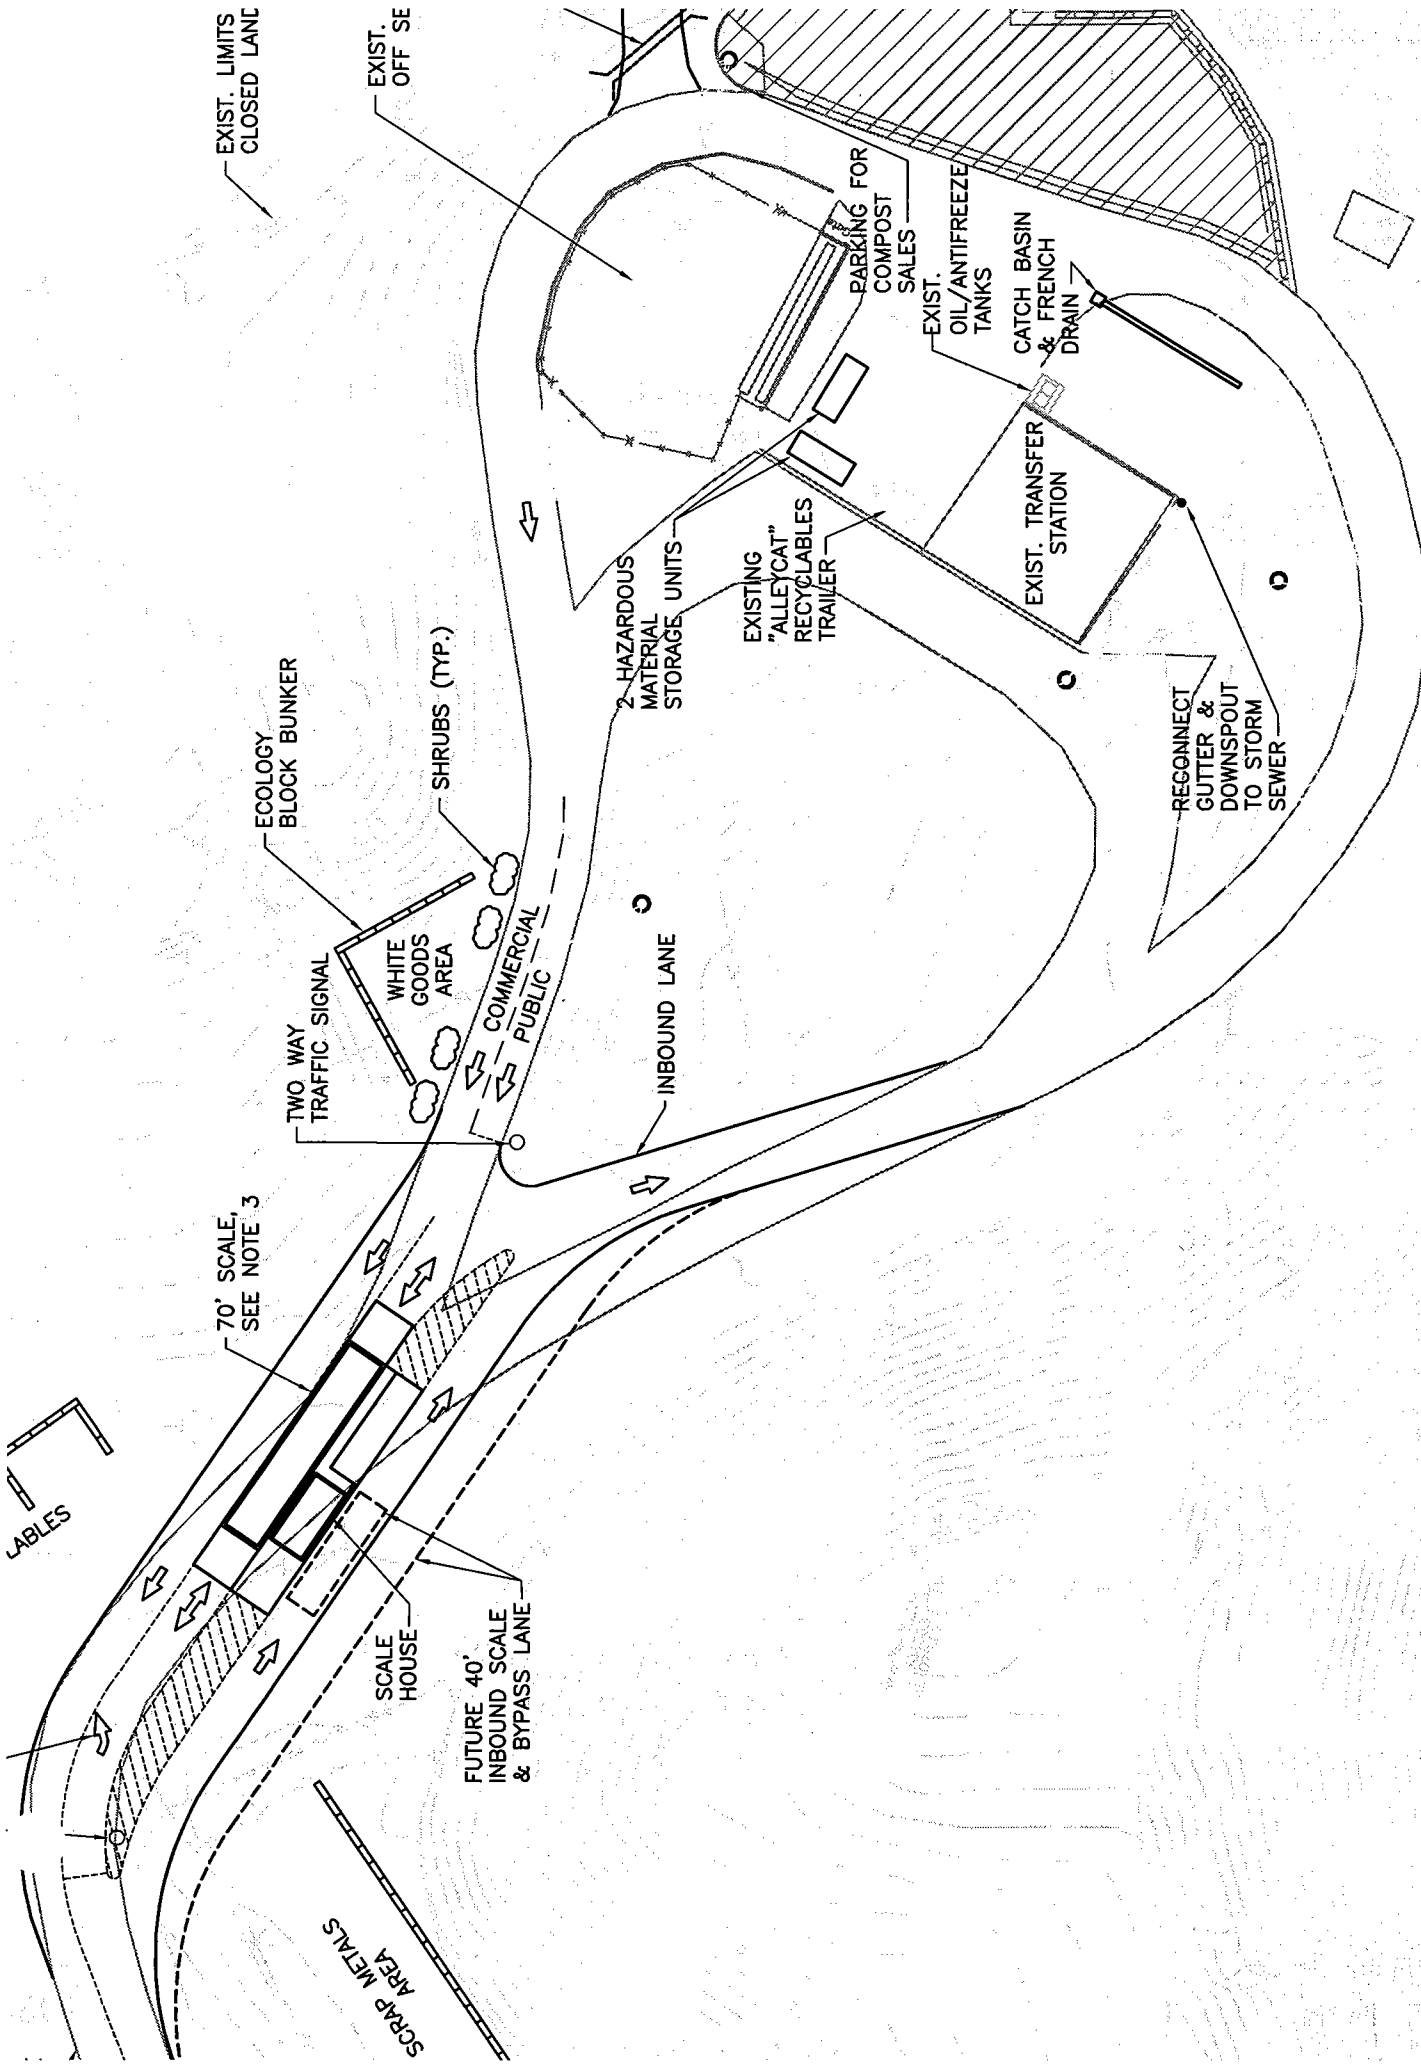 EXIST. LIMITS
CLOSED LAND
EXIST.
OFF SE
ECOLOGY
BLOCK BUNKER
SHRUBS (TYP.)
TWO WAY
TRAFFIC SIGNAL
WHITE
GOODS
AREA
COMMERCIAL
PUBLIC
70' SCALE,
SEE NOTE 3
INBOUND LANE
2 HAZARDOUS
MATERIAL
STORAGE UNITS
EXISTING
"ALLEYCAT"
RECYCLABLES
TRAILER
PARKING FOR
COMPOST
SALES
EXIST.
OIL/ANTIFREEZE
TANKS
CATCH BASIN
& FRENCH
DRAIN
EXIST. TRANSFER
STATION
RECONNECT
GUTTER &
DOWNSPOUT
TO STORM
SEWER
LABLES
SCALE
HOUSE
FUTURE 40'
INBOUND SCALE
& BYPASS LANE
SCRAP METALS
AREA